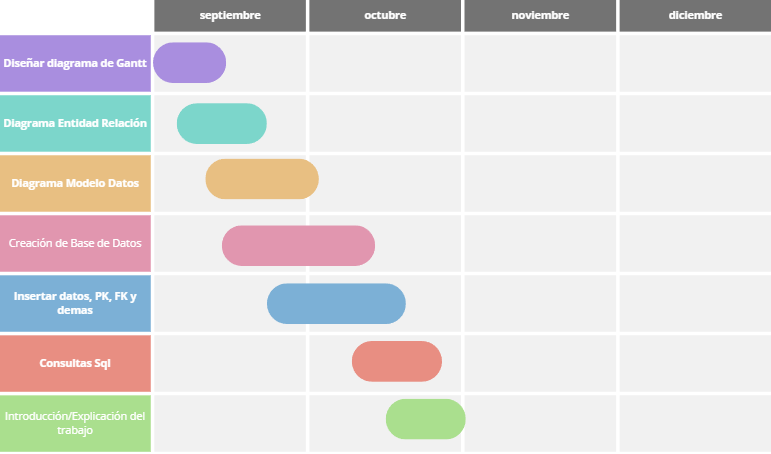 septiembre
octubre
noviembre
diciembre
Diseñar diagrama de Gantt
Diagrama Entidad Relación
Diagrama Modelo Datos
Creación de Base de Datos
Insertar datos, PK, FK y
demas
Consultas Sql
Introducción/Explicación del
trabajo